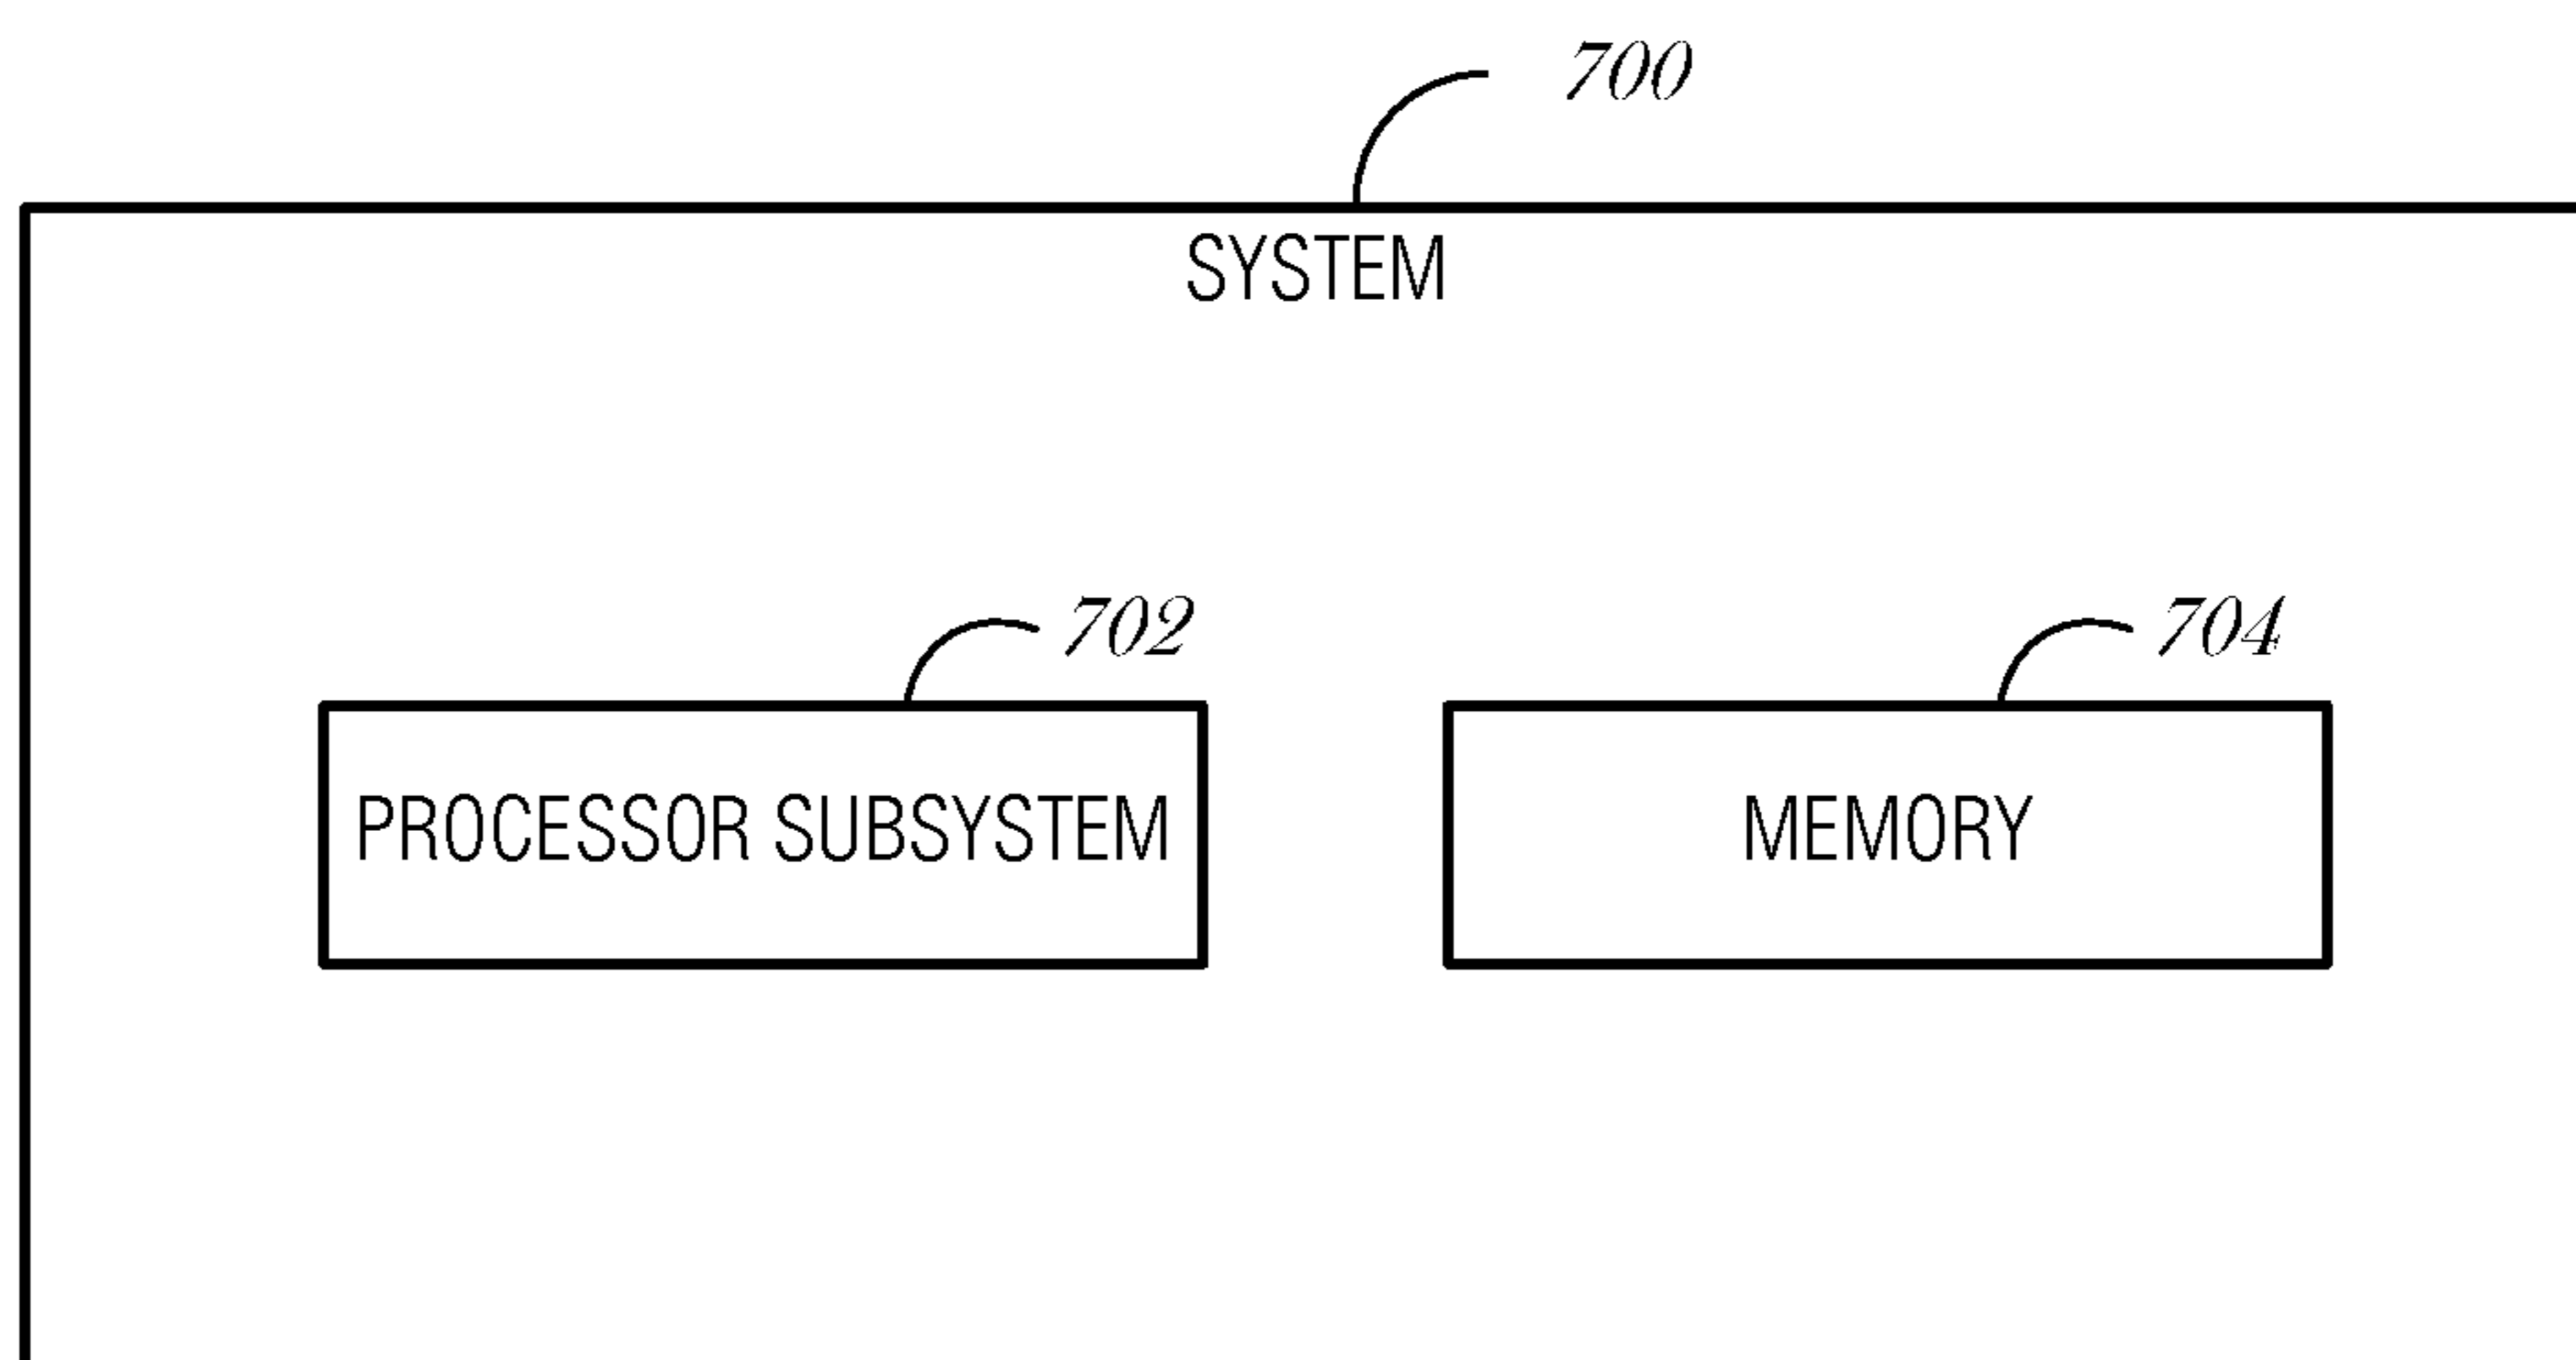 700
SYSTEM
702
704
PROCESSOR SUBSYSTEM
MEMORY